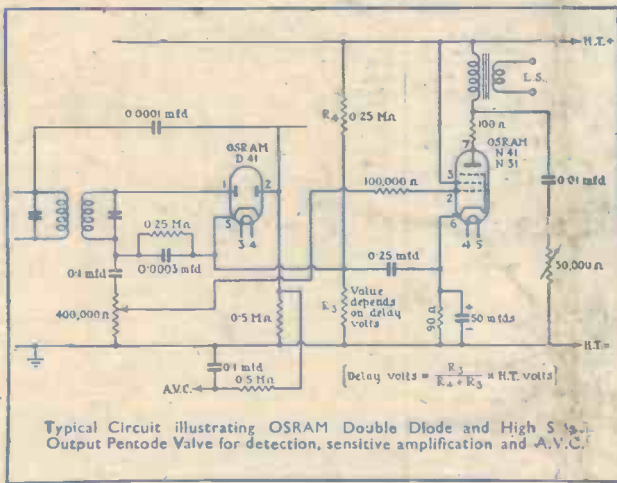 H.T.+
L.S.
0.0001 mfd
R4
0.25 MΩ
100Ω
OSRAM
D 41
7
OSRAM
N 41
N 31
1
2
3
100,000 Ω
2
0.01 mfd
5
3 4
6
4 5
0.25 MΩ
0.0003 mfd
0.25 mfd
0.1 mfd
50,000Ω
400,000Ω
0.5 MΩ
R3
Value
depends
on delay
volts
90Ω
+
50 mfds
−
H.T.−
0.1 mfd
A.V.C.
0.5 MΩ
[Delay volts = R3 / R4 + R3 × H.T. volts]
Typical Circuit illustrating OSRAM Double Diode and High
Output Pentode Valve for detection, sensitive amplification and A.V.C.